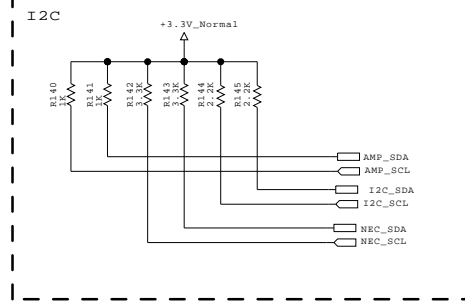 I2C
+3.3V_Normal
R140
1K
R141
1K
R142
3.3K
R143
3.3K
R144
2.2K
R145
2.2K
AMP_SDA
AMP_SCL
I2C_SDA
I2C_SCL
NEC_SDA
NEC_SCL